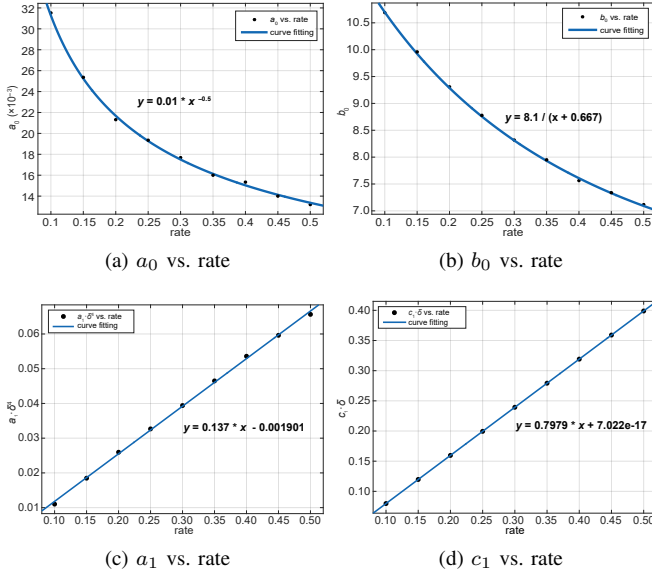 32
30
28
26
24
22
20
18
16
14
a₀ (×10⁻³)
a₀ vs. rate
curve fitting
y = 0.01 * x ⁻⁰·⁵
0.1 0.15 0.2 0.25 0.3 0.35 0.4 0.45 0.5
rate
(a) a₀ vs. rate
10.0
9.5
9.0
8.5
8.0
7.5
7.0
b₀
b₀ vs. rate
curve fitting
y = 8.1 / (x + 0.667)
0.1 0.15 0.2 0.25 0.3 0.35 0.4 0.45 0.5
rate
(b) b₀ vs. rate
0.06
0.05
0.04
0.03
0.02
0.01
a₁·δ
a₁·δ vs. rate
curve fitting
y = 0.137 * x - 0.001901
0.10 0.15 0.20 0.25 0.30 0.35 0.40 0.45 0.50
rate
(c) a₁ vs. rate
0.40
0.35
0.30
0.25
0.20
0.15
0.10
c₁·δ
c₁·δ vs. rate
curve fitting
y = 0.7979 * x + 7.022e-17
0.10 0.15 0.20 0.25 0.30 0.35 0.40 0.45 0.50
rate
(d) c₁ vs. rate